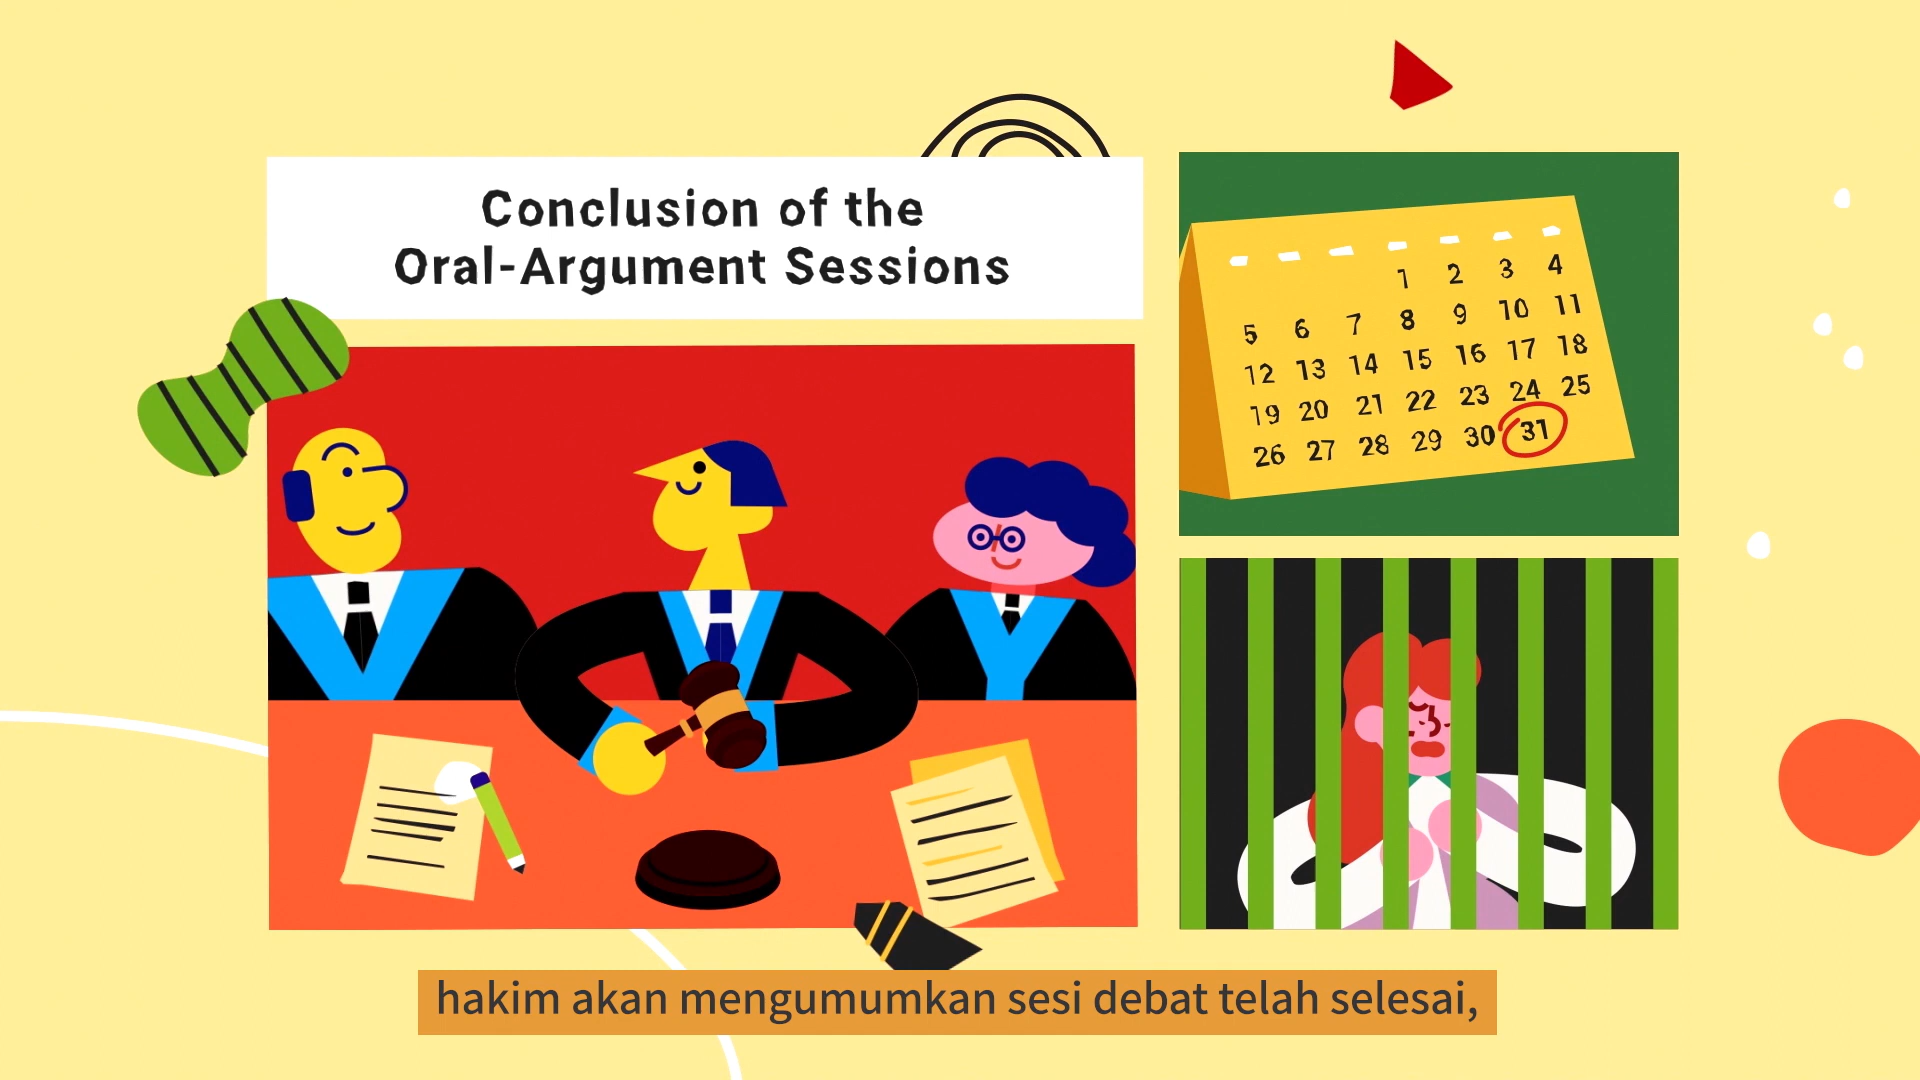 Conclusion of the
Oral-Argument Sessions
1 2 3 4
5 6 7 8 9 10 11
12 13 14 15 16 17 18
19 20 21 22 23 24 25
26 27 28 29 30 31
hakim akan mengumumkan sesi debat telah selesai,